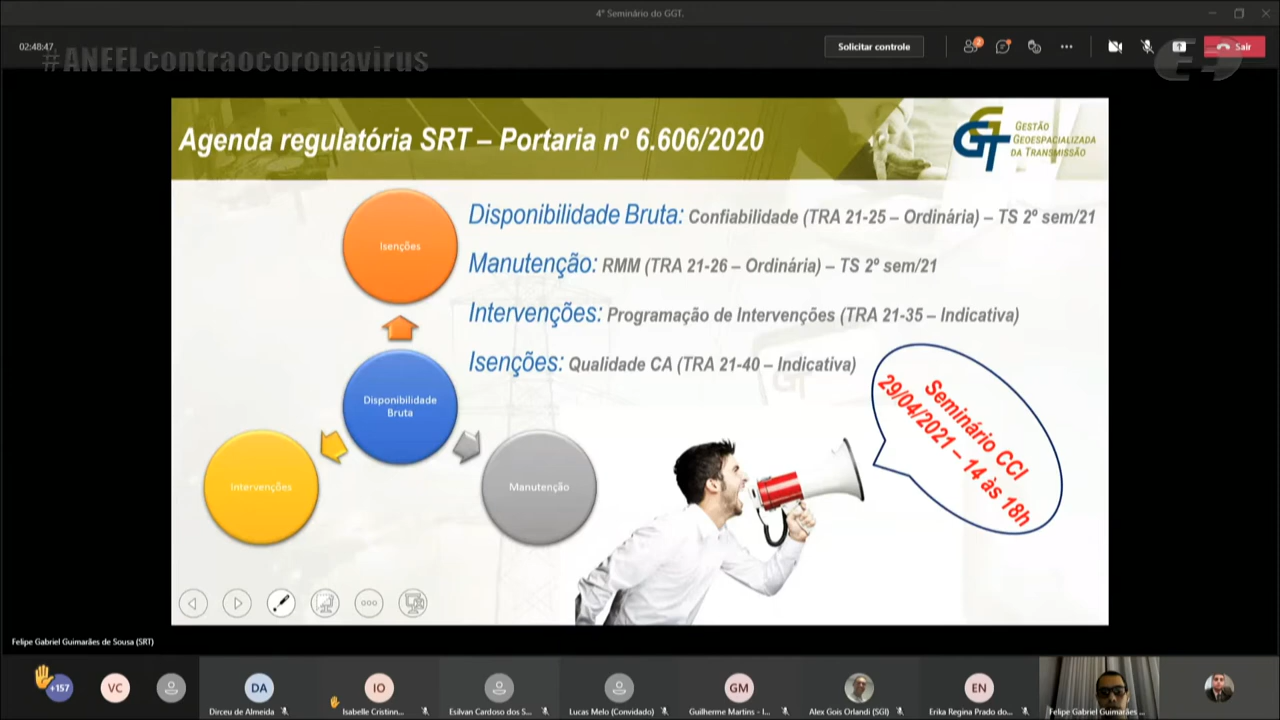 4º Seminário do GGT.
02:48:47
#ANEELcontraocoronavirus
Solicitar controle
2
Sair
Agenda regulatória SRT – Portaria nº 6.606/2020
GGT
GESTÃO
GEOESPACIALIZADA
DA TRANSMISSÃO
Isenções
Disponibilidade Bruta: Confiabilidade (TRA 21-25 – Ordinária) – TS 2º sem/21
Manutenção: RMM (TRA 21-26 – Ordinária) – TS 2º sem/21
Intervenções: Programação de Intervenções (TRA 21-35 – Indicativa)
Isenções: Qualidade CA (TRA 21-40 – Indicativa)
Disponibilidade
Bruta
Intervenções
Manutenção
Seminário CCI
29/04/2021 – 14 às 18h
Felipe Gabriel Guimarães de Sousa (SRT)
+157
VC
DA
IO
GM
EN
Dirceu de Almeida
Isabelle Cristinn...
Esilvan Cardoso dos S...
Lucas Melo (Convidado)
Guilherme Martins - I...
Alex Gois Orlandi (SGI)
Erika Regina Prado do...
Felipe Gabriel Guimarães ...